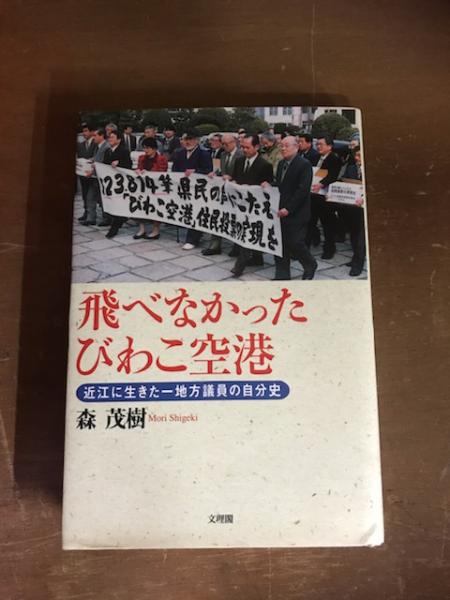 123,014筆 県民の声にこたえ
「びわこ空港」住民投票の実現を
飛べなかった
びわこ空港
近江に生きた一地方議員の自分史
森 茂樹 Mori Shigeki
文理閣